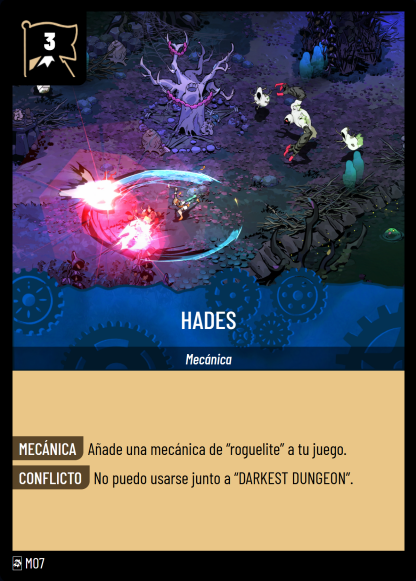 3
HADES
Mecánica
MECÁNICA Añade una mecánica de “roguelite” a tu juego.
CONFLICTO No puedo usarse junto a “DARKEST DUNGEON”.
M07